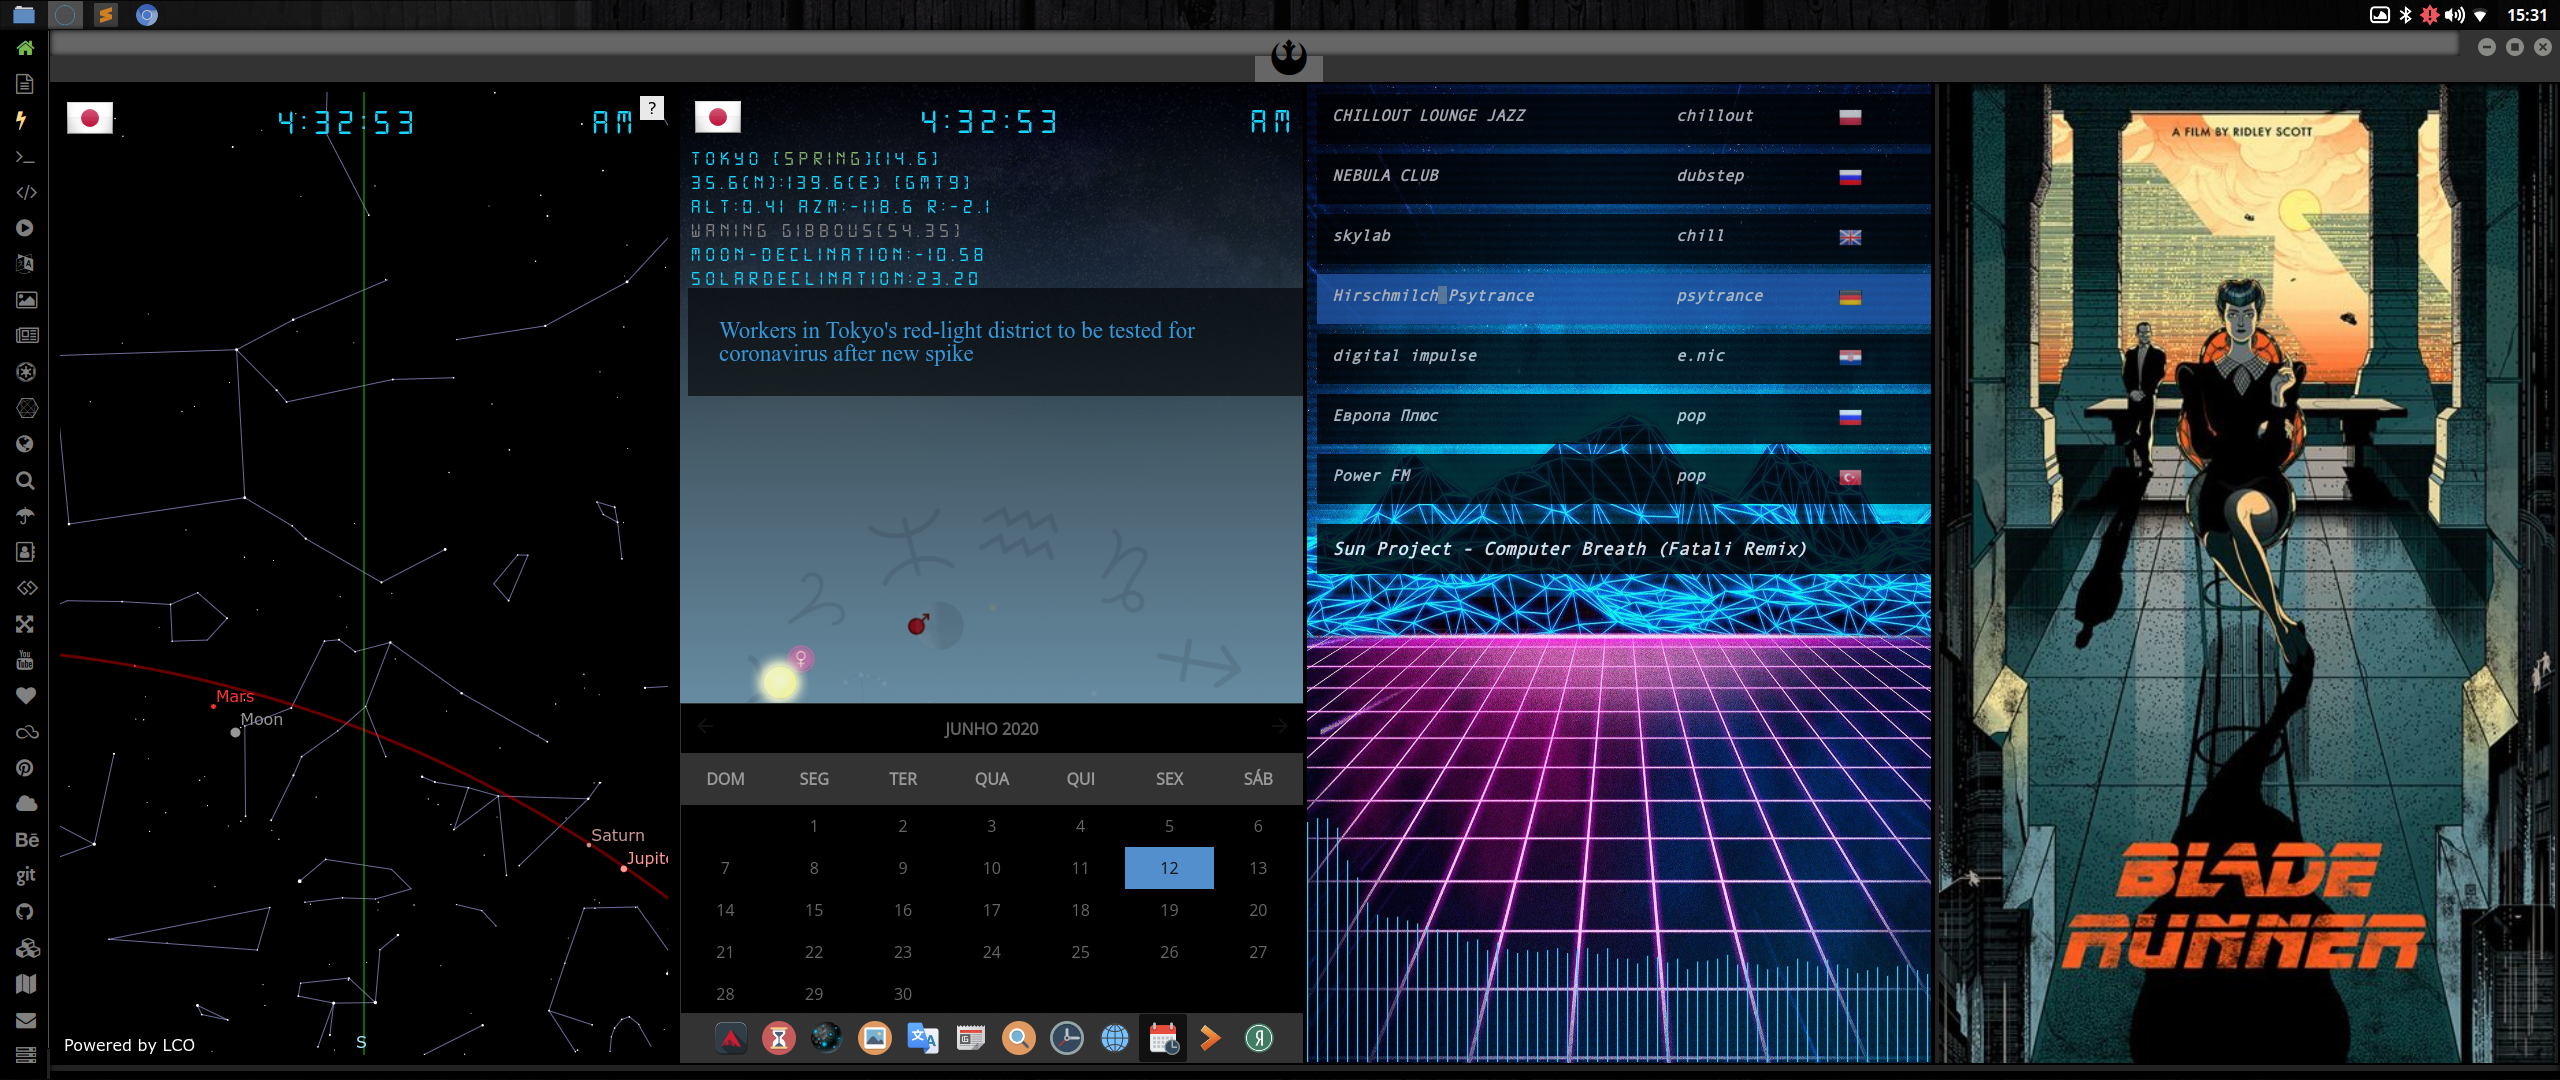 15:31
4:32:53 AM
?
Mars
Moon
Saturn
Jupit
S
Powered by LCO
You
Tube
Bē
git
4:32:53 AM
TOKYO [SPRING][14.6]
35.6(N):139.6(E) [GMT9]
ALT:0.41 AZM:-118.6 R:-2.1
WANING GIBBOUS[54.35]
MOON-DECLINATION:-10.58
SOLARDECLINATION:23.20
Workers in Tokyo's red-light district to be tested for
coronavirus after new spike
JUNHO 2020
DOM SEG TER QUA QUI SEX SÁB
1 2 3 4 5 6
7 8 9 10 11 12 13
14 15 16 17 18 19 20
21 22 23 24 25 26 27
28 29 30
CHILLOUT LOUNGE JAZZ chillout
NEBULA CLUB dubstep
skylab chill
Hirschmilch Psytrance psytrance
digital impulse e.nic
Европа Плюс pop
Power FM pop
Sun Project - Computer Breath (Fatali Remix)
A FILM BY RIDLEY SCOTT
BLADE
RUNNER